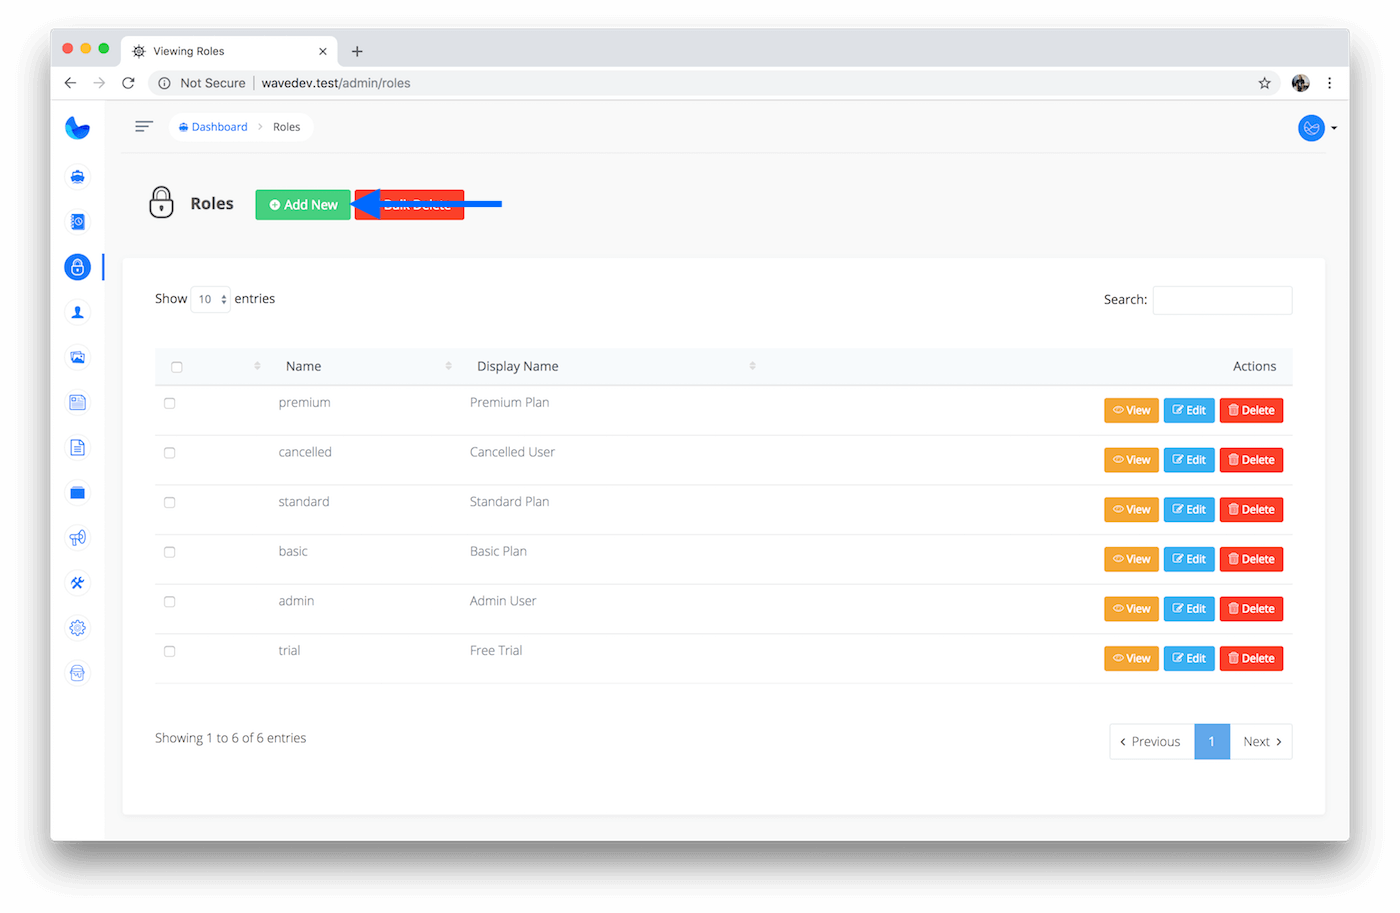 Viewing Roles
Not Secure wavedev.test/admin/roles
Dashboard Roles
Roles Add New Bulk Delete
Show 10 entries Search:
Name Display Name Actions
premium Premium Plan View Edit Delete
cancelled Cancelled User View Edit Delete
standard Standard Plan View Edit Delete
basic Basic Plan View Edit Delete
admin Admin User View Edit Delete
trial Free Trial View Edit Delete
Showing 1 to 6 of 6 entries Previous 1 Next